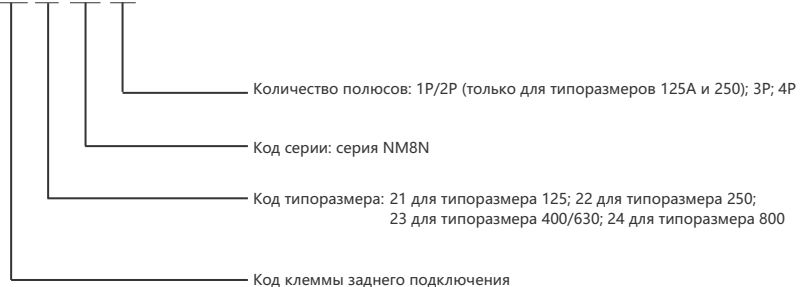 Количество полюсов: 1P/2P (только для типоразмеров 125A и 250); 3P; 4P
Код серии: серия NM8N
Код типоразмера: 21 для типоразмера 125; 22 для типоразмера 250;
23 для типоразмера 400/630; 24 для типоразмера 800
Код клеммы заднего подключения